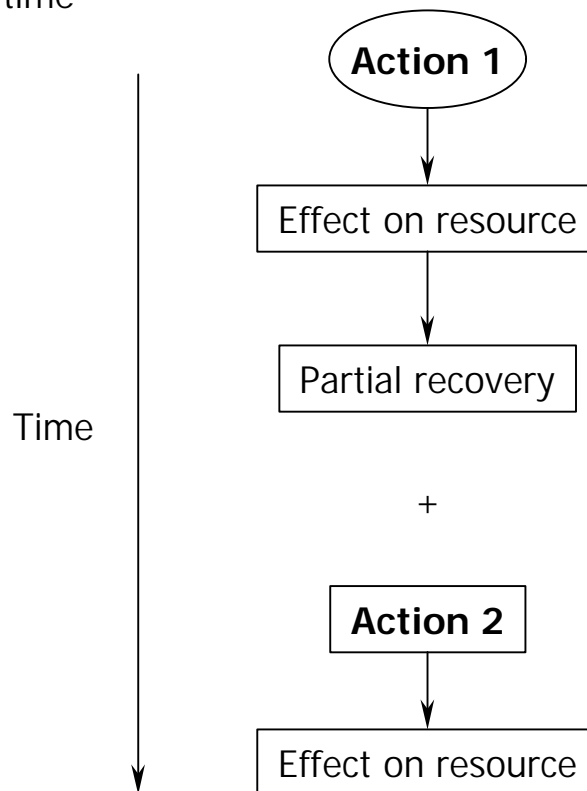 time
Action 1
Effect on resource
Partial recovery
Time
+
Action 2
Effect on resource